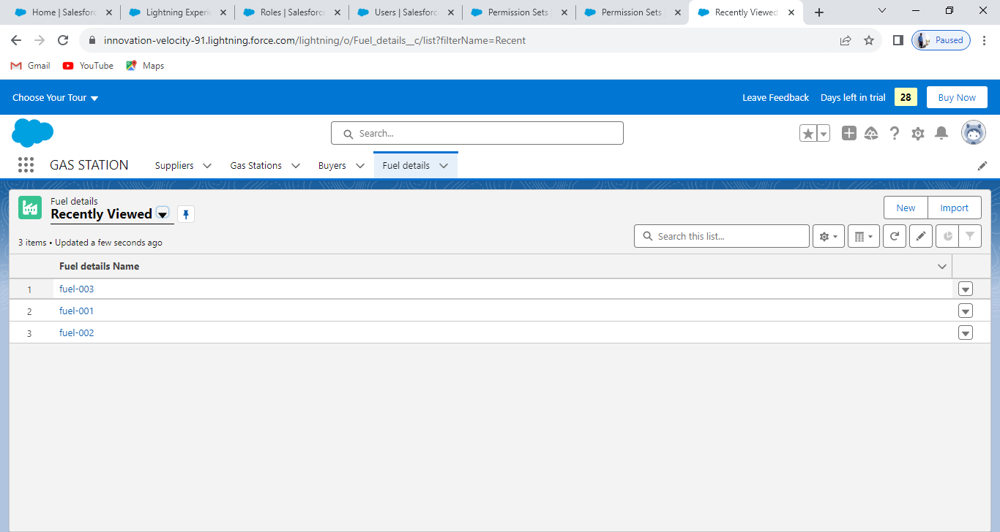 Home | Salesforc
Lightning Experi
Roles | Salesforc
Users | Salesforc
Permission Sets |
Permission Sets |
Recently Viewed
innovation-velocity-91.lightning.force.com/lightning/o/Fuel_details__c/list?filterName=Recent
Paused
Gmail
YouTube
Maps
Choose Your Tour
Leave Feedback
Days left in trial
28
Buy Now
Search...
GAS STATION
Suppliers
Gas Stations
Buyers
Fuel details
Fuel details
Recently Viewed
New
Import
3 items • Updated a few seconds ago
Search this list...
Fuel details Name
1 fuel-003
2 fuel-001
3 fuel-002